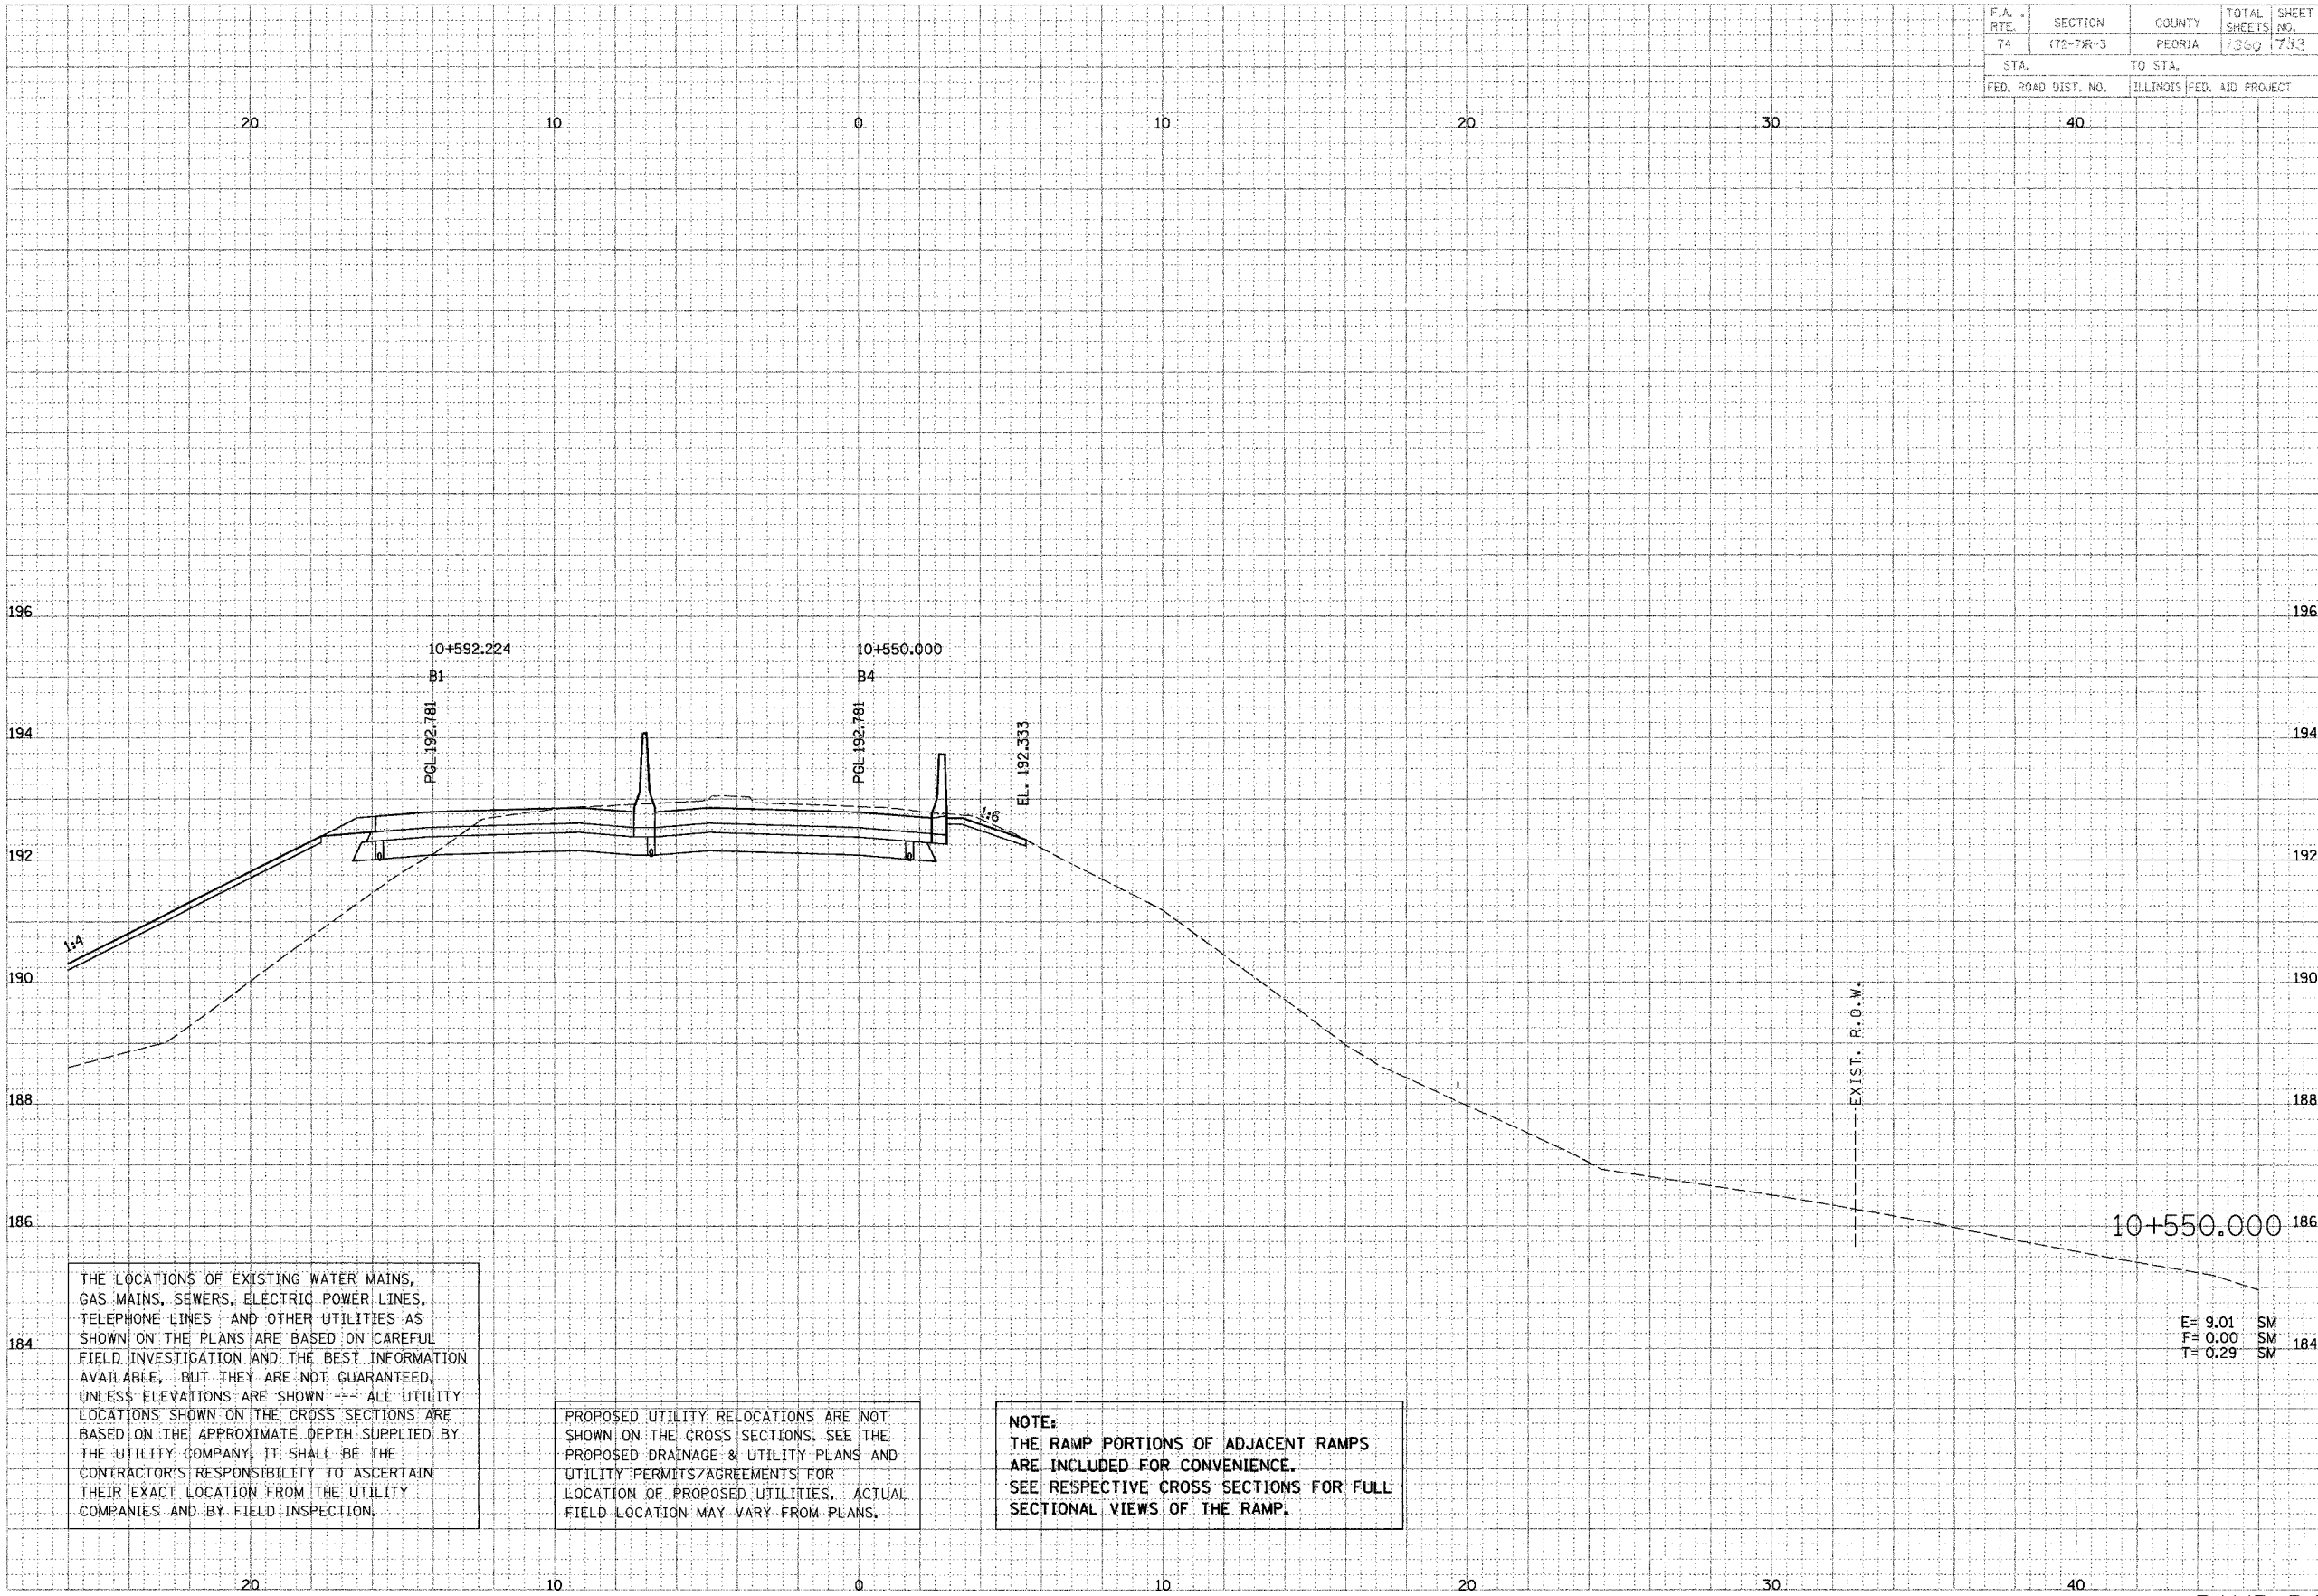 F.A. RTE. SECTION COUNTY TOTAL SHEETS SHEET NO.
74 (72-7)R-3 PEORIA 1360 733
STA. TO STA.
FED. ROAD DIST. NO. ILLINOIS FED. AID PROJECT
20 10 0 10 20 30 40
196 196
10+592.224 10+550.000
B1 B4
PGL 192.781 PGL 192.781 EL. 192.333
194 194
1:6
192 192
1:4
190 190
EXIST. R.O.W.
188 188
186 186
10+550.000
184 184
E= 9.01 SM
F= 0.00 SM
T= 0.29 SM
THE LOCATIONS OF EXISTING WATER MAINS,
GAS MAINS, SEWERS, ELECTRIC POWER LINES,
TELEPHONE LINES AND OTHER UTILITIES AS
SHOWN ON THE PLANS ARE BASED ON CAREFUL
FIELD INVESTIGATION AND THE BEST INFORMATION
AVAILABLE, BUT THEY ARE NOT GUARANTEED,
UNLESS ELEVATIONS ARE SHOWN --- ALL UTILITY
LOCATIONS SHOWN ON THE CROSS SECTIONS ARE
BASED ON THE APPROXIMATE DEPTH SUPPLIED BY
THE UTILITY COMPANY. IT SHALL BE THE
CONTRACTOR'S RESPONSIBILITY TO ASCERTAIN
THEIR EXACT LOCATION FROM THE UTILITY
COMPANIES AND BY FIELD INSPECTION.
PROPOSED UTILITY RELOCATIONS ARE NOT
SHOWN ON THE CROSS SECTIONS. SEE THE
PROPOSED DRAINAGE & UTILITY PLANS AND
UTILITY PERMITS/AGREEMENTS FOR
LOCATION OF PROPOSED UTILITIES. ACTUAL
FIELD LOCATION MAY VARY FROM PLANS.
NOTE:
THE RAMP PORTIONS OF ADJACENT RAMPS
ARE INCLUDED FOR CONVENIENCE.
SEE RESPECTIVE CROSS SECTIONS FOR FULL
SECTIONAL VIEWS OF THE RAMP.
20 10 0 10 20 30 40